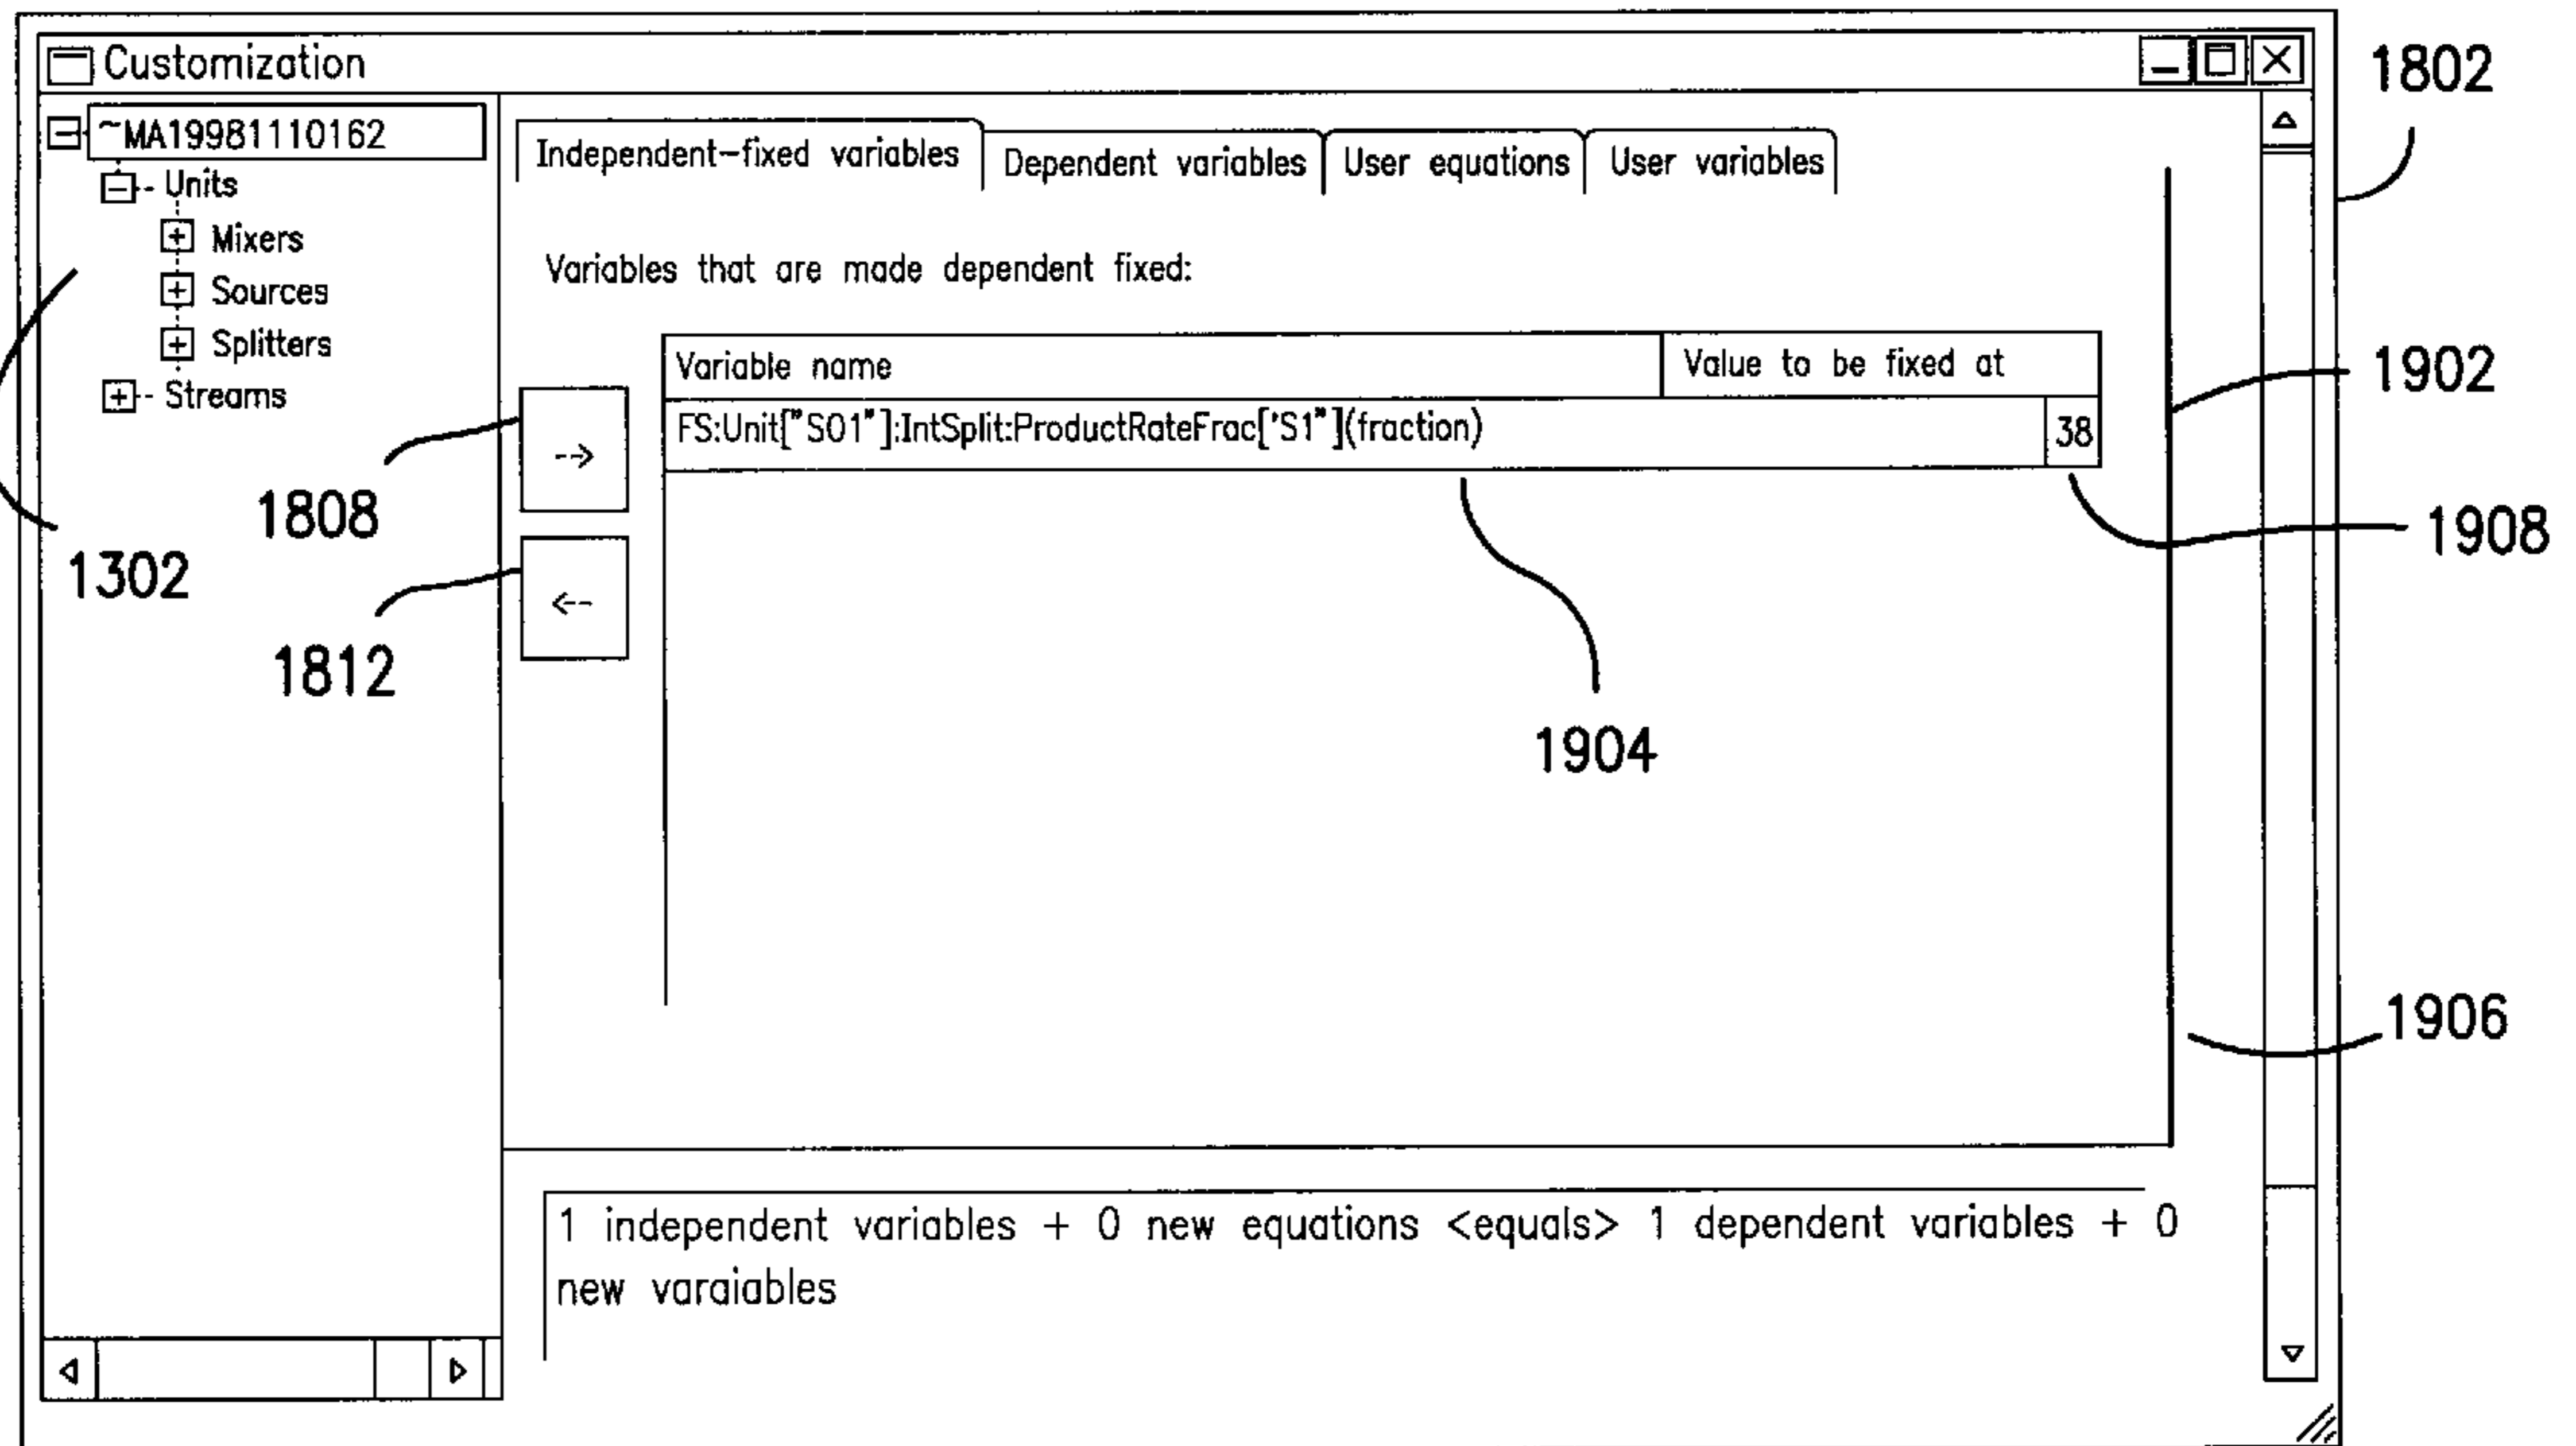 Customization
1802
~MA19981110162
Units
Mixers
Sources
Splitters
Streams
Independent-fixed variables
Dependent variables
User equations
User variables
Variables that are made dependent fixed:
Variable name
Value to be fixed at
FS:Unit["SO1"]:IntSplit:ProductRateFrac['S1"](fraction)
38
-->
<--
1902
1908
1808
1302
1812
1904
1906
1 independent variables + 0 new equations <equals> 1 dependent variables + 0
new varaiables